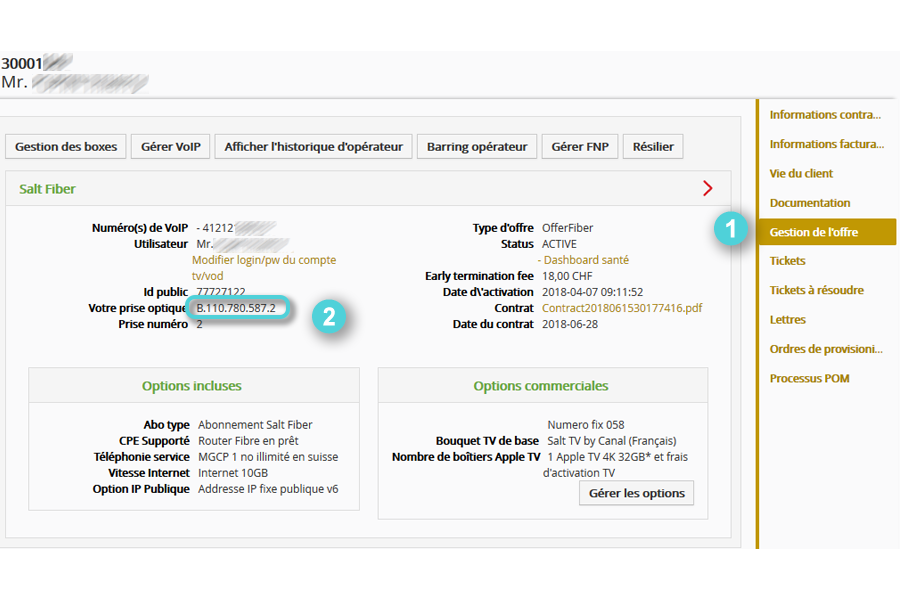 30001
Mr.
Gestion des boxes Gérer VoIP Afficher l'historique d'opérateur Barring opérateur Gérer FNP Résilier
Salt Fiber
Numéro(s) de VoIP - 41212
Utilisateur Mr.
Modifier login/pw du compte
tv/vod
Id public 77727122
Votre prise optique B.110.780.587.2
Prise numéro 2
2
Type d'offre OfferFiber
Status ACTIVE
- Dashboard santé
Early termination fee 18,00 CHF
Date d\'activation 2018-04-07 09:11:52
Contrat Contract2018061530177416.pdf
Date du contrat 2018-06-28
Options incluses
Abo type Abonnement Salt Fiber
CPE Supporté Router Fibre en prêt
Téléphonie service MGCP 1 no illimité en suisse
Vitesse Internet Internet 10GB
Option IP Publique Addresse IP fixe publique v6
Options commerciales
Numero fix 058
Bouquet TV de base Salt TV by Canal (Français)
Nombre de boîtiers Apple TV 1 Apple TV 4K 32GB* et frais
d'activation TV
Gérer les options
Informations contra...
Informations factura...
Vie du client
Documentation
1
Gestion de l'offre
Tickets
Tickets à résoudre
Lettres
Ordres de provisioni...
Processus POM